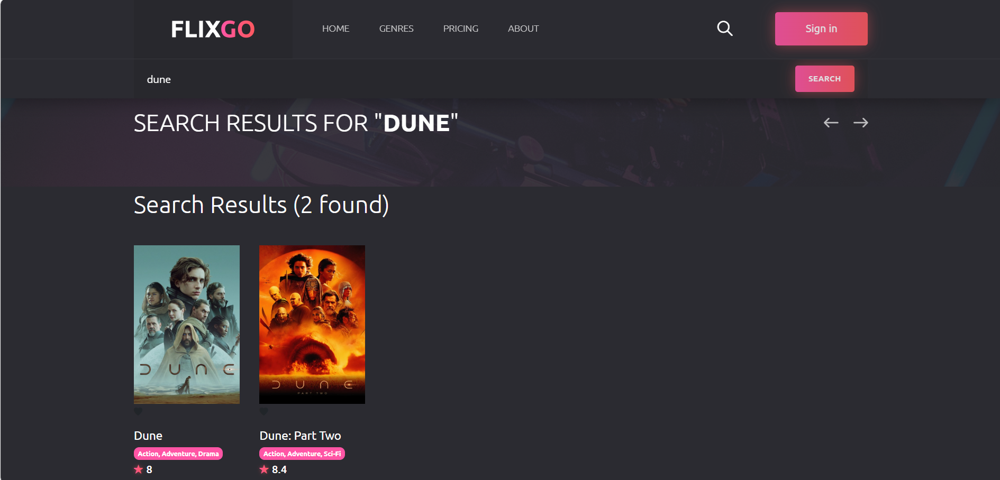 FLIXGO
HOME
GENRES
PRICING
ABOUT
Sign in
dune
SEARCH
SEARCH RESULTS FOR "DUNE"
Search Results (2 found)
DUNE
DUNE
PART TWO
Dune
Action, Adventure, Drama
8
Dune: Part Two
Action, Adventure, Sci-Fi
8.4